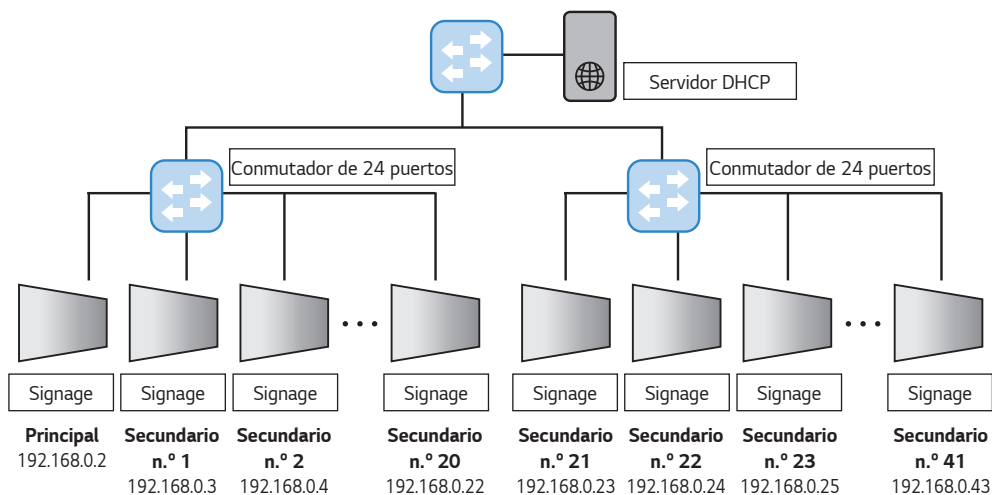 Servidor DHCP
Conmutador de 24 puertos
Conmutador de 24 puertos
Signage
Signage
Signage
Signage
Signage
Signage
Signage
Signage
Principal
192.168.0.2
Secundario
n.º 1
192.168.0.3
Secundario
n.º 2
192.168.0.4
Secundario
n.º 20
192.168.0.22
Secundario
n.º 21
192.168.0.23
Secundario
n.º 22
192.168.0.24
Secundario
n.º 23
192.168.0.25
Secundario
n.º 41
192.168.0.43